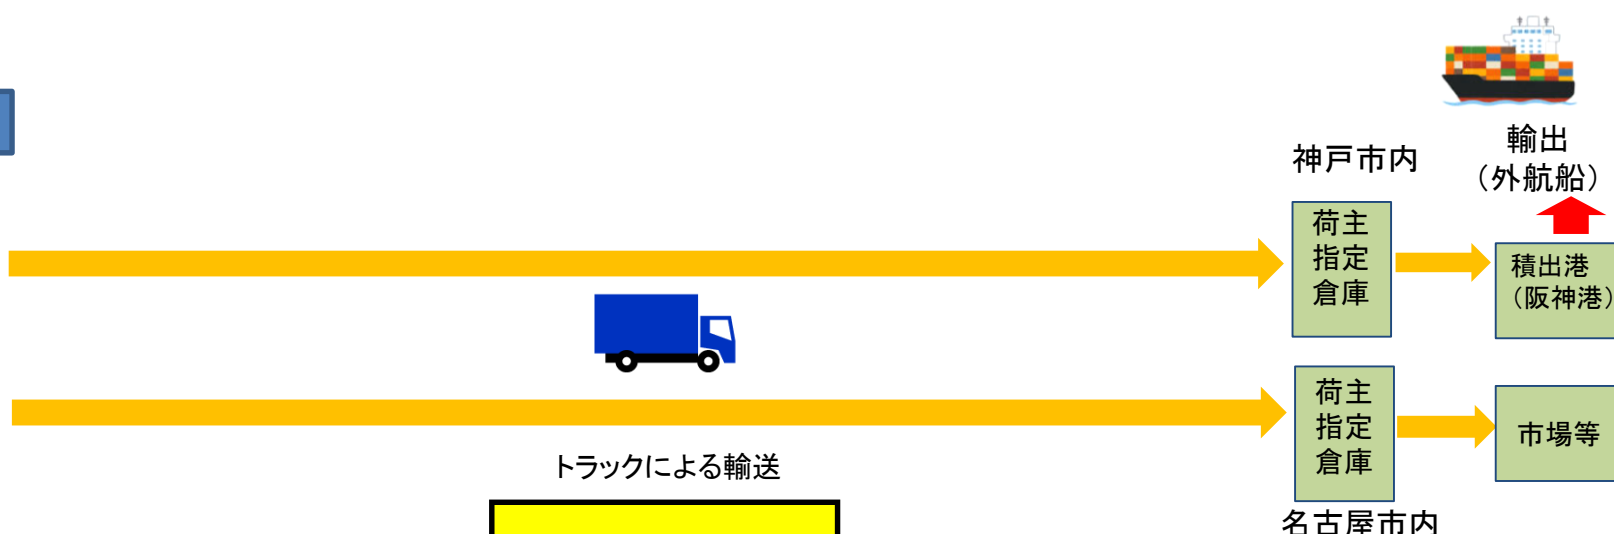 輸出
（外航船）
神戸市内
荷主
指定
倉庫
積出港
（阪神港）
荷主
指定
倉庫
市場等
トラックによる輸送
名古屋市内